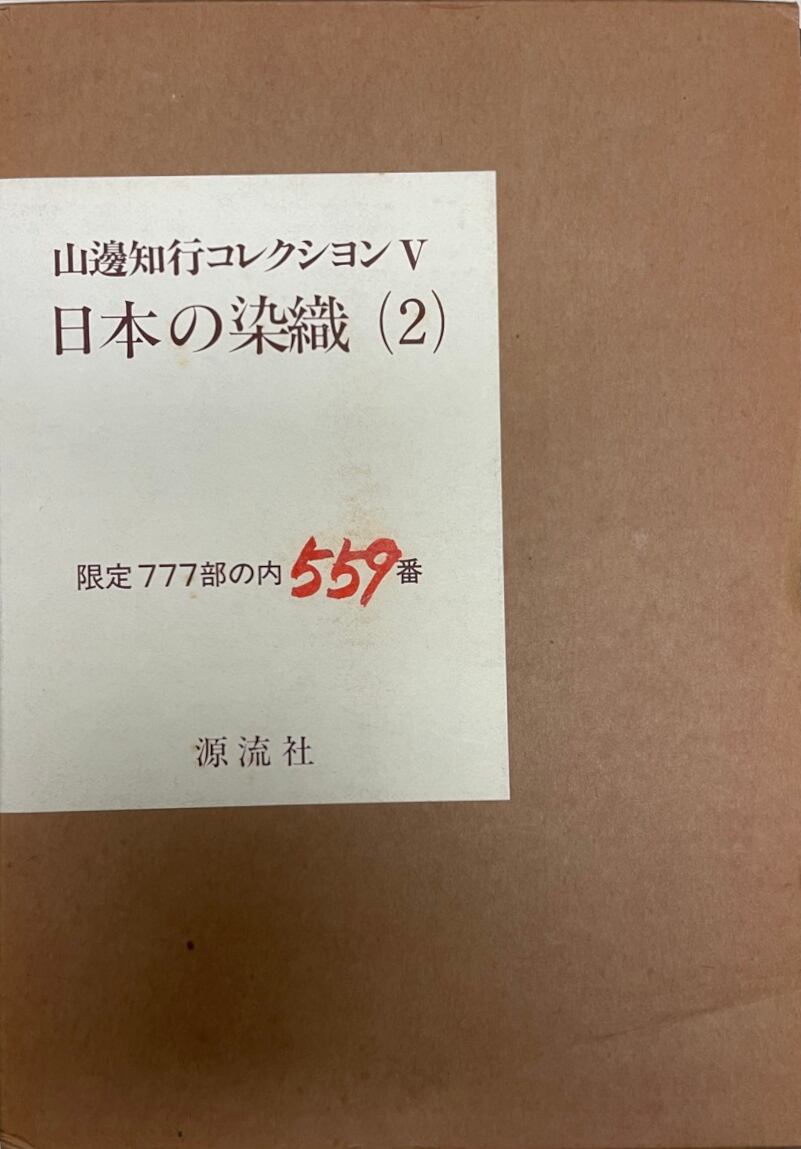 山邊知行コレクションⅤ
日本の染織(2)
限定777部の内559番
源流社